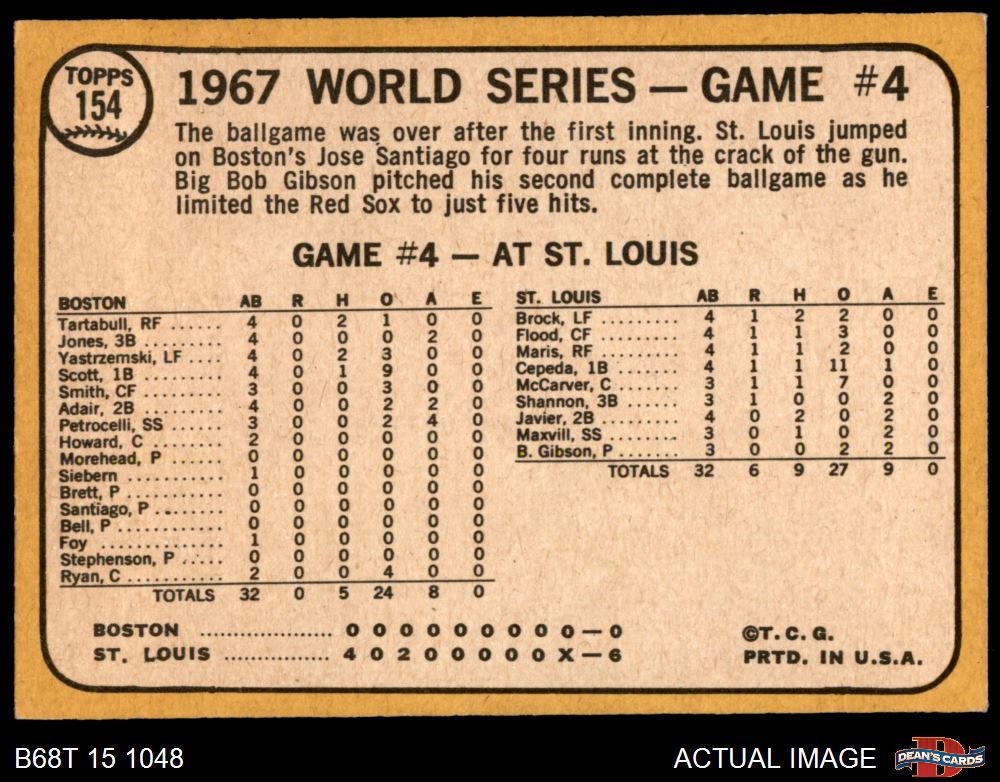 TOPPS
154
1967 WORLD SERIES — GAME #4
The ballgame was over after the first inning. St. Louis jumped
on Boston's Jose Santiago for four runs at the crack of the gun.
Big Bob Gibson pitched his second complete ballgame as he
limited the Red Sox to just five hits.
GAME #4 — AT ST. LOUIS
BOSTON AB R H O A E
Tartabull, RF ...... 4 0 2 1 0 0
Jones, 3B ......... 4 0 0 0 2 0
Yastrzemski, LF .... 4 0 2 3 0 0
Scott, 1B ......... 4 0 1 9 0 0
Smith, CF ......... 3 0 0 3 0 0
Adair, 2B ......... 4 0 0 2 2 0
Petrocelli, SS ...... 3 0 0 2 4 0
Howard, C ........ 2 0 0 0 0 0
Morehead, P ...... 0 0 0 0 0 0
Siebern .......... 1 0 0 0 0 0
Brett, P .......... 0 0 0 0 0 0
Santiago, P ....... 0 0 0 0 0 0
Bell, P ........... 0 0 0 0 0 0
Foy ............. 1 0 0 0 0 0
Stephenson, P ..... 0 0 0 0 0 0
Ryan, C .......... 2 0 0 4 0 0
TOTALS 32 0 5 24 8 0
ST. LOUIS AB R H O A E
Brock, LF ......... 4 1 2 2 0 0
Flood, CF ......... 4 1 1 3 0 0
Maris, RF ......... 4 1 1 2 0 0
Cepeda, 1B ........ 4 1 1 11 1 0
McCarver, C ....... 3 1 1 7 0 0
Shannon, 3B ....... 3 1 0 0 2 0
Javier, 2B ......... 4 0 2 0 2 0
Maxvill, SS ........ 3 0 1 0 2 0
B. Gibson, P ....... 3 0 0 2 2 0
TOTALS 32 6 9 27 9 0
BOSTON .................... 0 0 0 0 0 0 0 0 0 — 0
ST. LOUIS ................ 4 0 2 0 0 0 0 0 X — 6
©T. C. G.
PRTD. IN U.S.A.
B68T 15 1048
ACTUAL IMAGE
D
DEAN'S CARDS